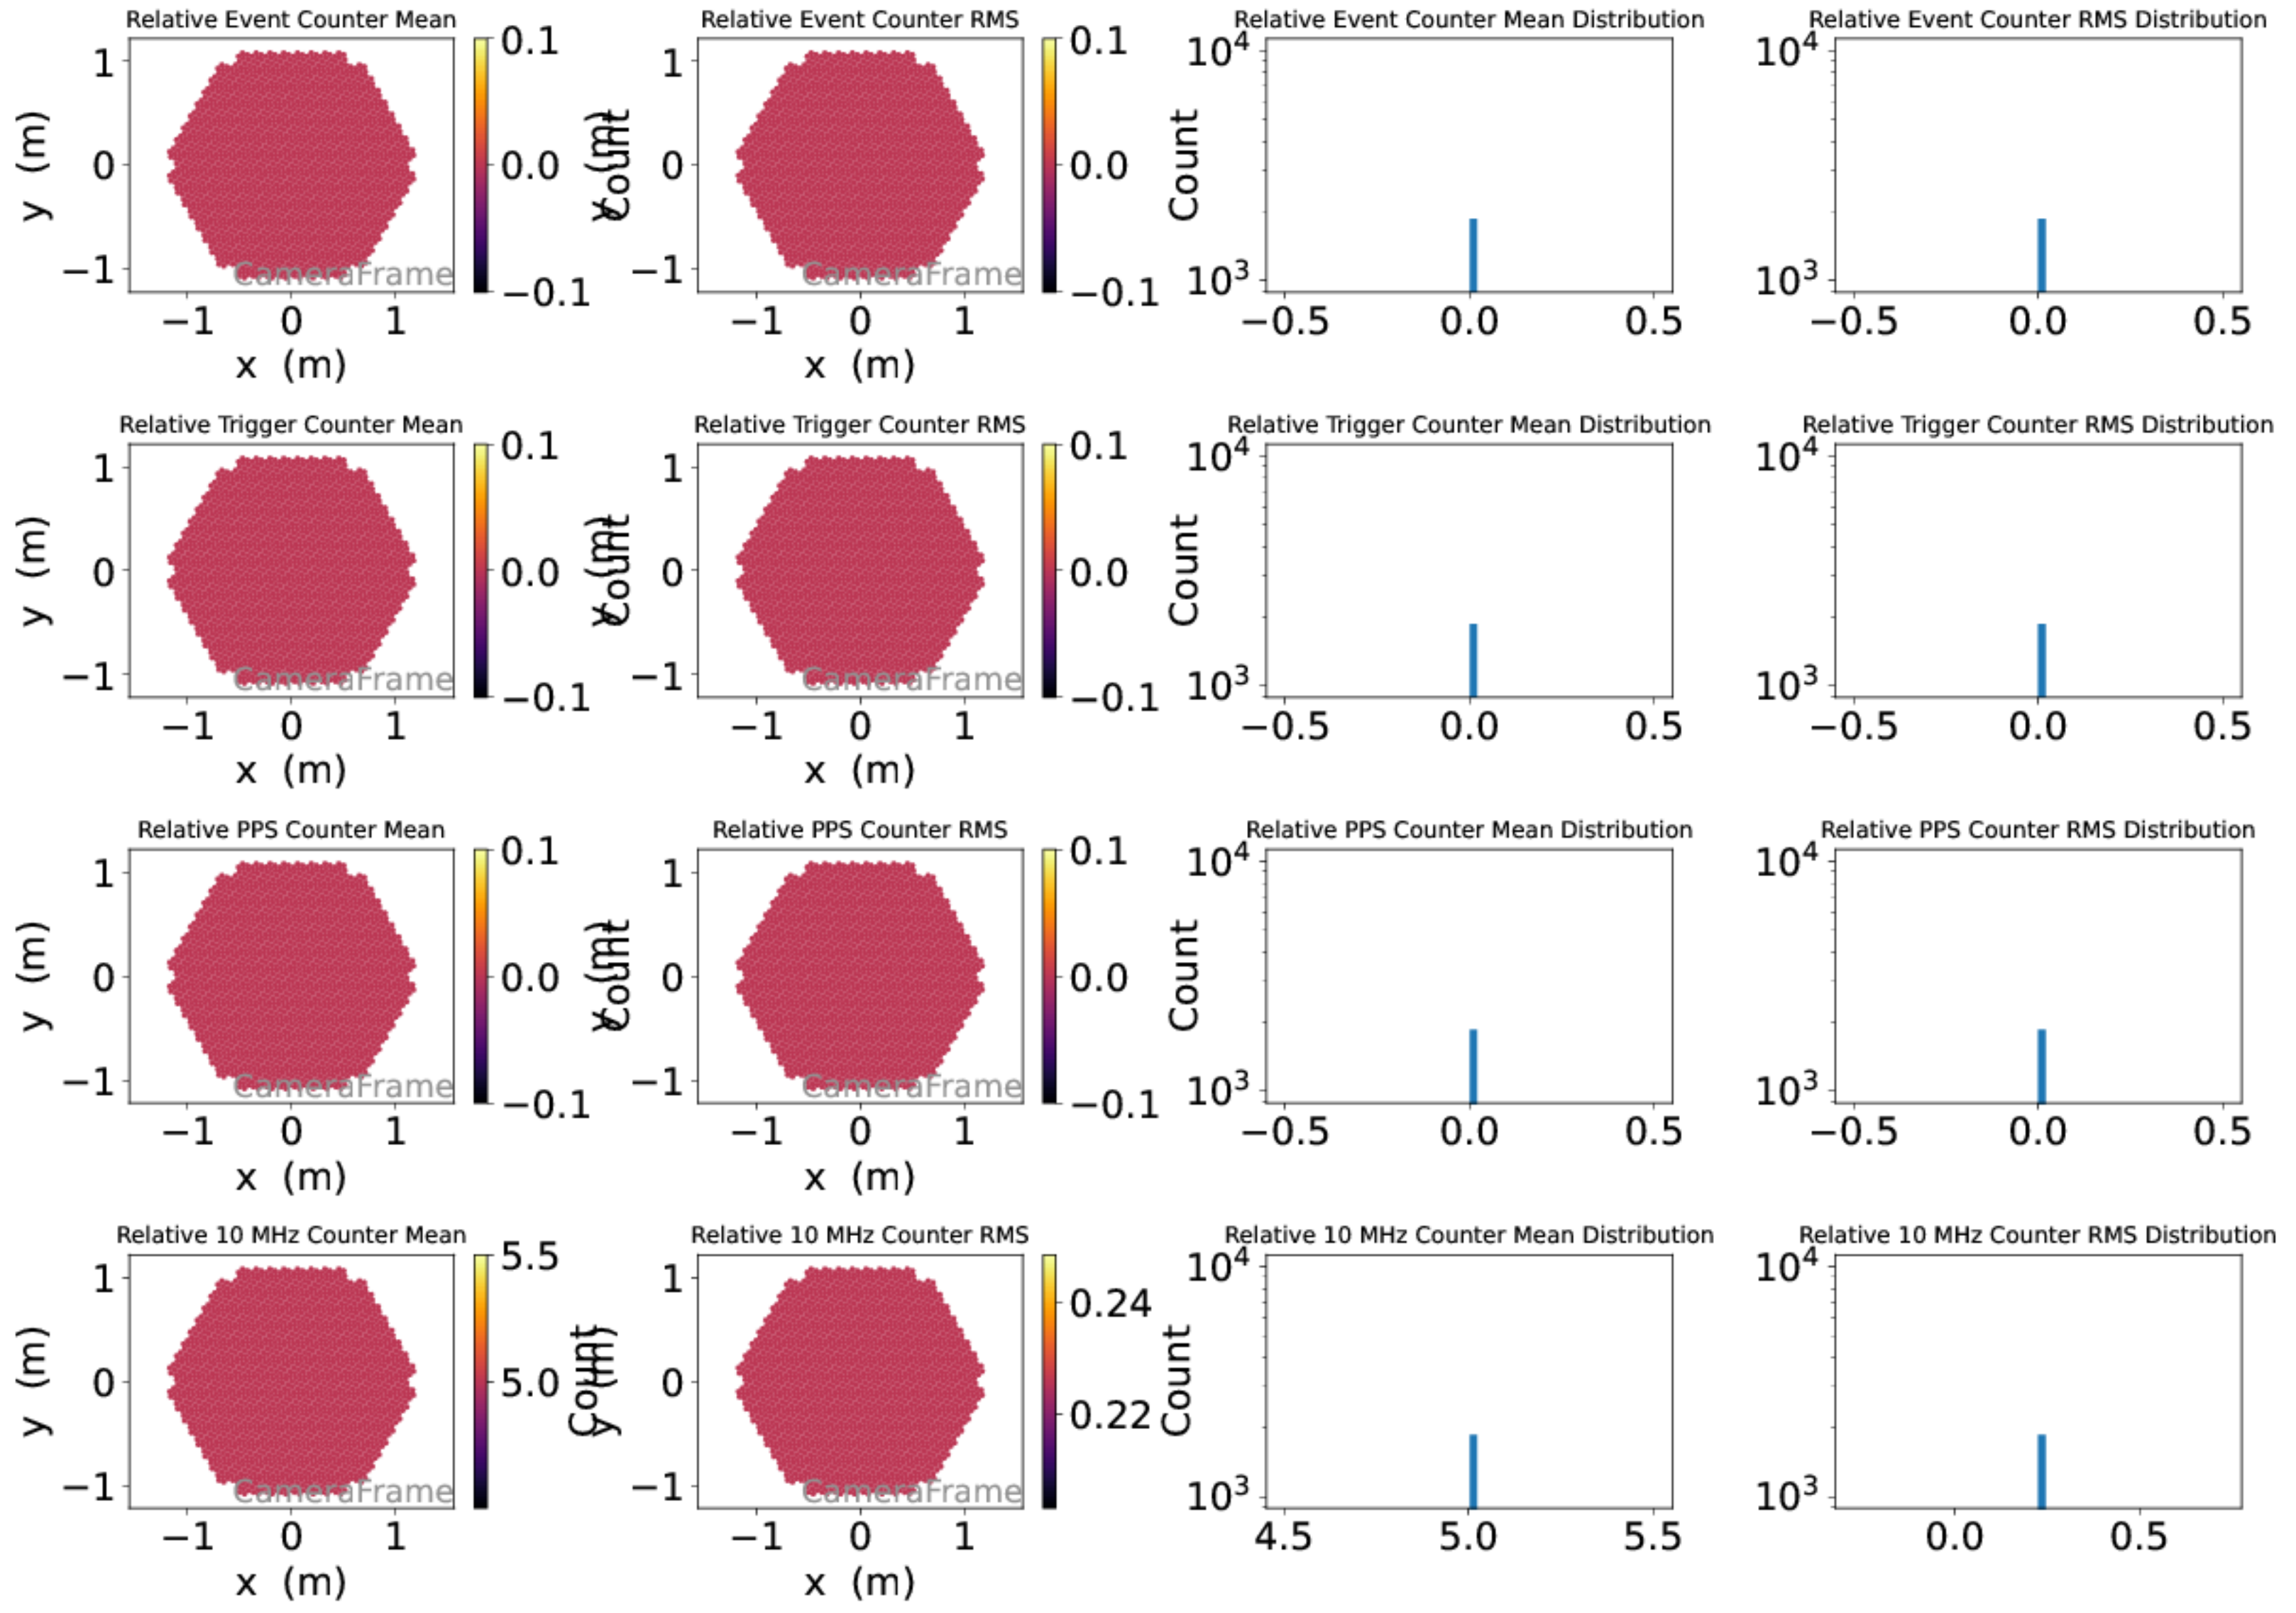 Relative Event Counter Mean
Relative Event Counter RMS
Relative Event Counter Mean Distribution
Relative Event Counter RMS Distribution
1
0
−1
y (m)
−1 0 1
x (m)
CameraFrame
0.1
0.0
−0.1
Count
1
0
−1
y (m)
−1 0 1
x (m)
CameraFrame
0.1
0.0
−0.1
Count
10⁴
10³
−0.5 0.0 0.5
10⁴
10³
−0.5 0.0 0.5
Relative Trigger Counter Mean
Relative Trigger Counter RMS
Relative Trigger Counter Mean Distribution
Relative Trigger Counter RMS Distribution
1
0
−1
y (m)
−1 0 1
x (m)
CameraFrame
0.1
0.0
−0.1
Count
1
0
−1
y (m)
−1 0 1
x (m)
CameraFrame
0.1
0.0
−0.1
Count
10⁴
10³
−0.5 0.0 0.5
10⁴
10³
−0.5 0.0 0.5
Relative PPS Counter Mean
Relative PPS Counter RMS
Relative PPS Counter Mean Distribution
Relative PPS Counter RMS Distribution
1
0
−1
y (m)
−1 0 1
x (m)
CameraFrame
0.1
0.0
−0.1
Count
1
0
−1
y (m)
−1 0 1
x (m)
CameraFrame
0.1
0.0
−0.1
Count
10⁴
10³
−0.5 0.0 0.5
10⁴
10³
−0.5 0.0 0.5
Relative 10 MHz Counter Mean
Relative 10 MHz Counter RMS
Relative 10 MHz Counter Mean Distribution
Relative 10 MHz Counter RMS Distribution
1
0
−1
y (m)
−1 0 1
x (m)
CameraFrame
5.5
5.0
Count
1
0
−1
y (m)
−1 0 1
x (m)
CameraFrame
0.24
0.22
Count
10⁴
10³
4.5 5.0 5.5
10⁴
10³
0.0 0.5